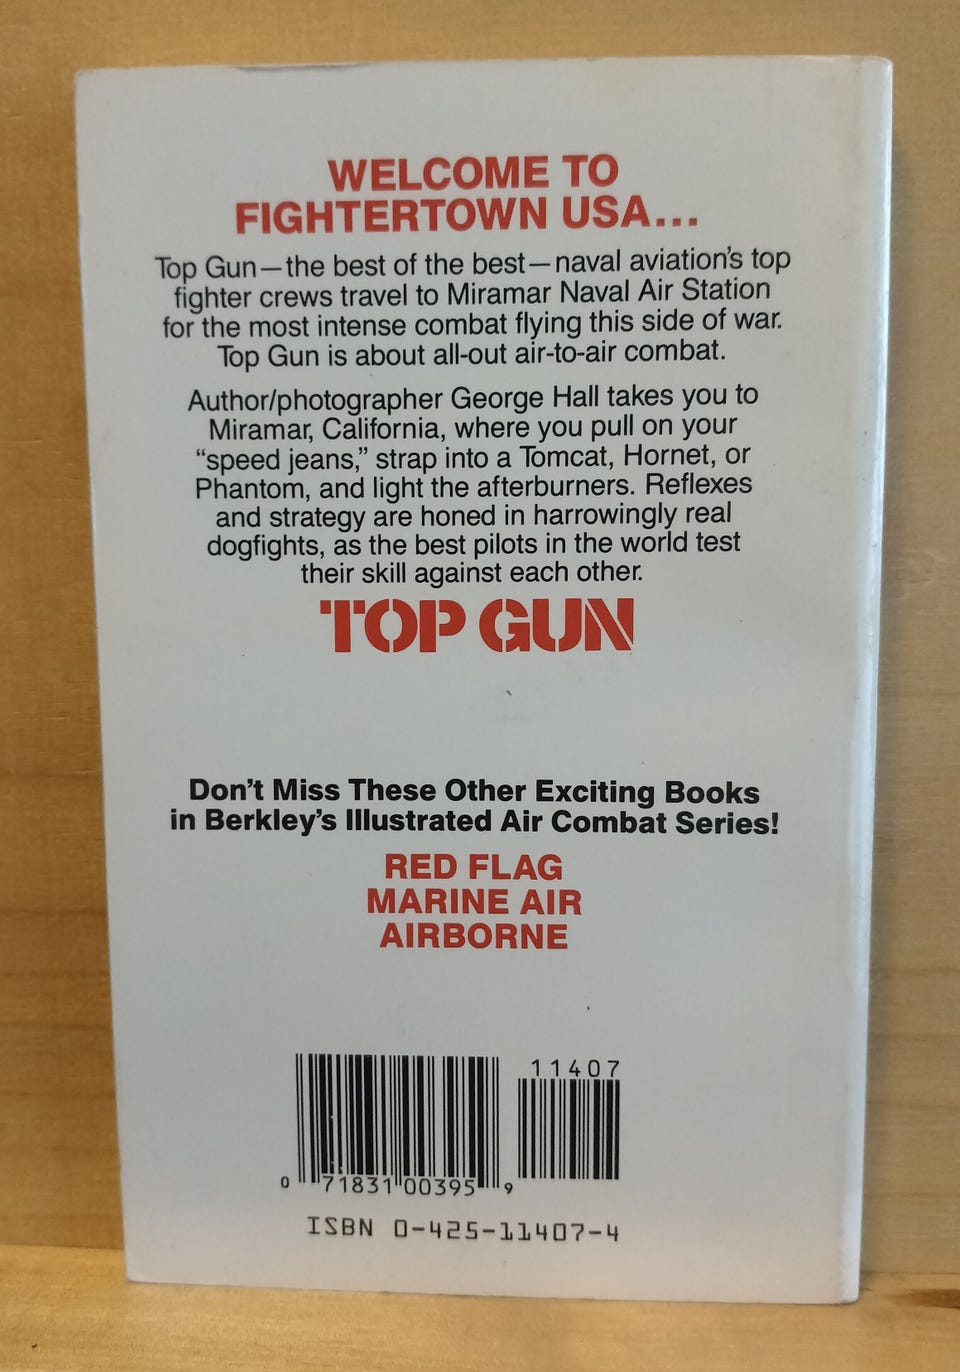 WELCOME TO
FIGHTERTOWN USA...
Top Gun—the best of the best—naval aviation's top
fighter crews travel to Miramar Naval Air Station
for the most intense combat flying this side of war.
Top Gun is about all-out air-to-air combat.
Author/photographer George Hall takes you to
Miramar, California, where you pull on your
“speed jeans,” strap into a Tomcat, Hornet, or
Phantom, and light the afterburners. Reflexes
and strategy are honed in harrowingly real
dogfights, as the best pilots in the world test
their skill against each other.
TOP GUN
Don't Miss These Other Exciting Books
in Berkley's Illustrated Air Combat Series!
RED FLAG
MARINE AIR
AIRBORNE
11407
0 71831 00395 9
ISBN 0-425-11407-4